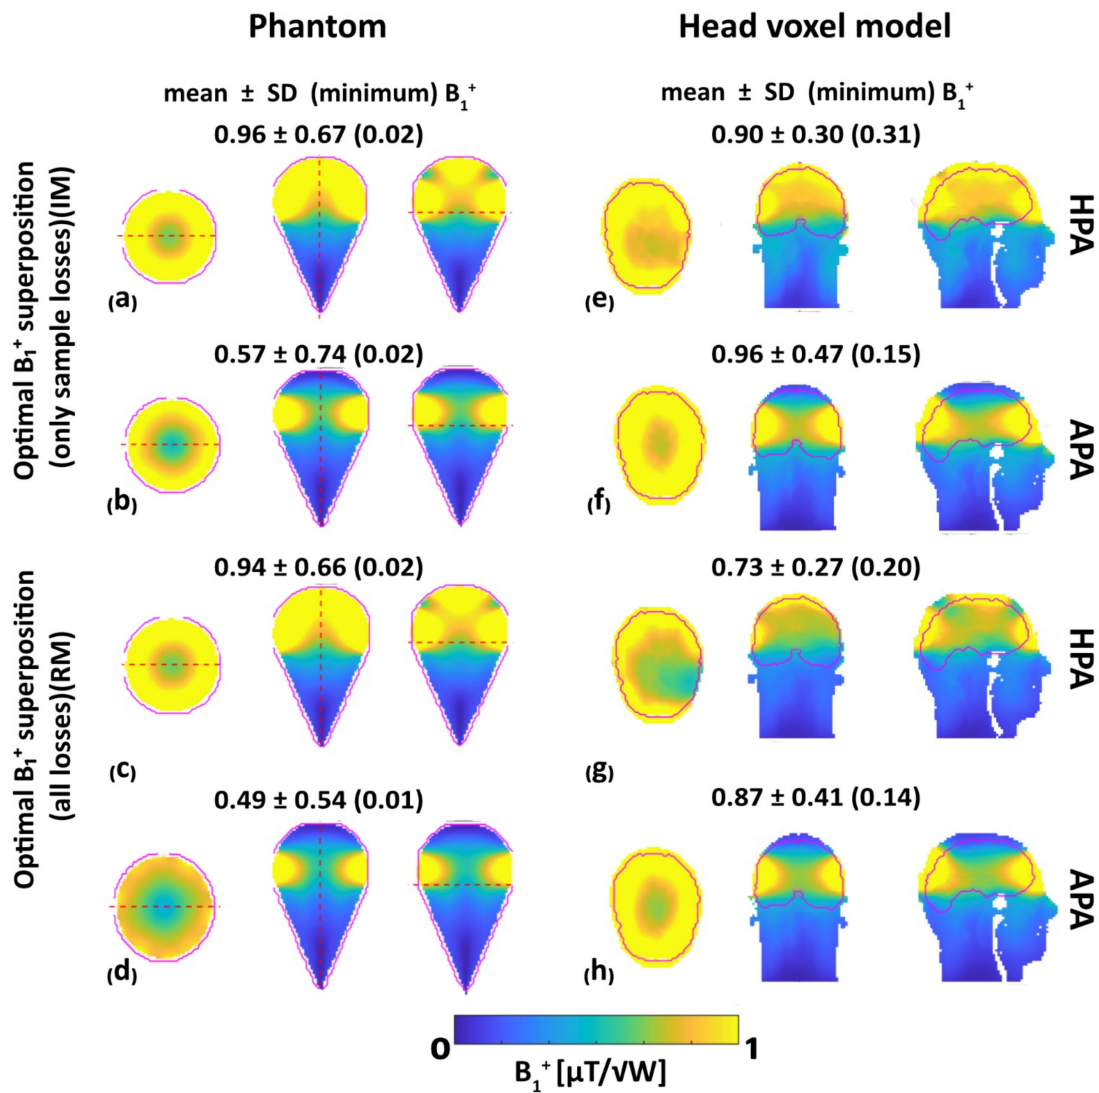 Phantom
Head voxel model
mean ± SD (minimum) B₁⁺
mean ± SD (minimum) B₁⁺
0.96 ± 0.67 (0.02)
0.90 ± 0.30 (0.31)
Optimal B₁⁺ superposition
(only sample losses)(IM)
HPA
(a)
(e)
0.57 ± 0.74 (0.02)
0.96 ± 0.47 (0.15)
APA
(b)
(f)
0.94 ± 0.66 (0.02)
0.73 ± 0.27 (0.20)
Optimal B₁⁺ superposition
(all losses)(RM)
HPA
(c)
(g)
0.49 ± 0.54 (0.01)
0.87 ± 0.41 (0.14)
APA
(d)
(h)
0 1
B₁⁺ [μT/√W]